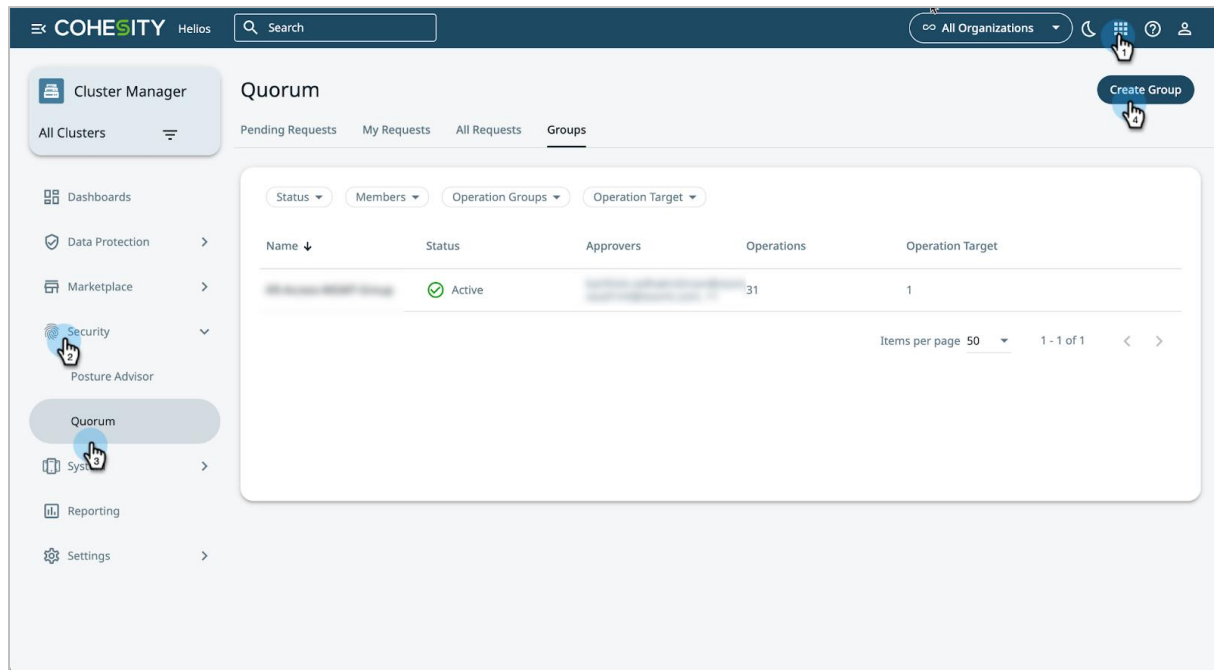 COHESITY Helios Search All Organizations
1
Cluster Manager
All Clusters
Quorum
Create Group
4
Pending Requests My Requests All Requests Groups
Dashboards
Data Protection
Marketplace
Security
2
Posture Advisor
Quorum
3
Reporting
Settings
Status Members Operation Groups Operation Target
Name Status Approvers Operations Operation Target
Active 31 1
Items per page 50 1 - 1 of 1